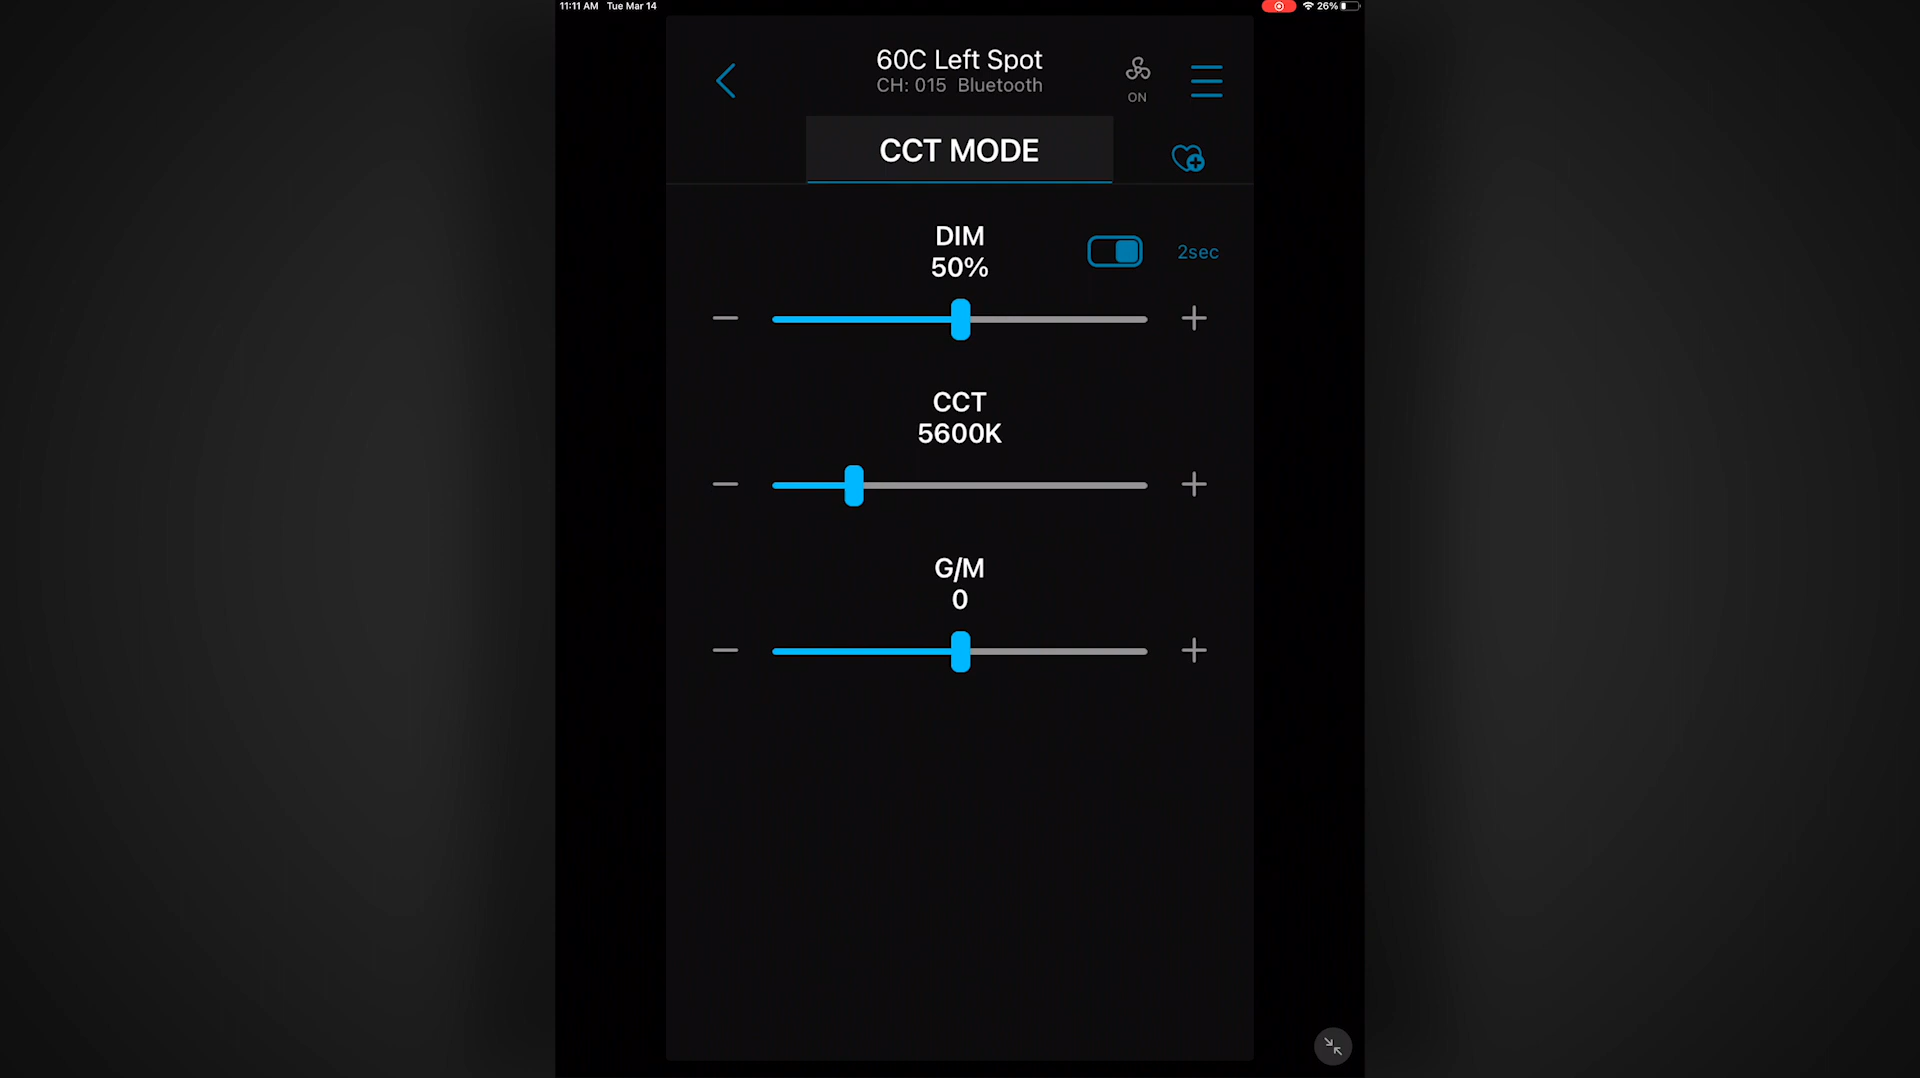 11:11 AM Tue Mar 14
26%
60C Left Spot
CH: 015 Bluetooth
ON
CCT MODE
DIM
50%
2sec
CCT
5600K
G/M
0